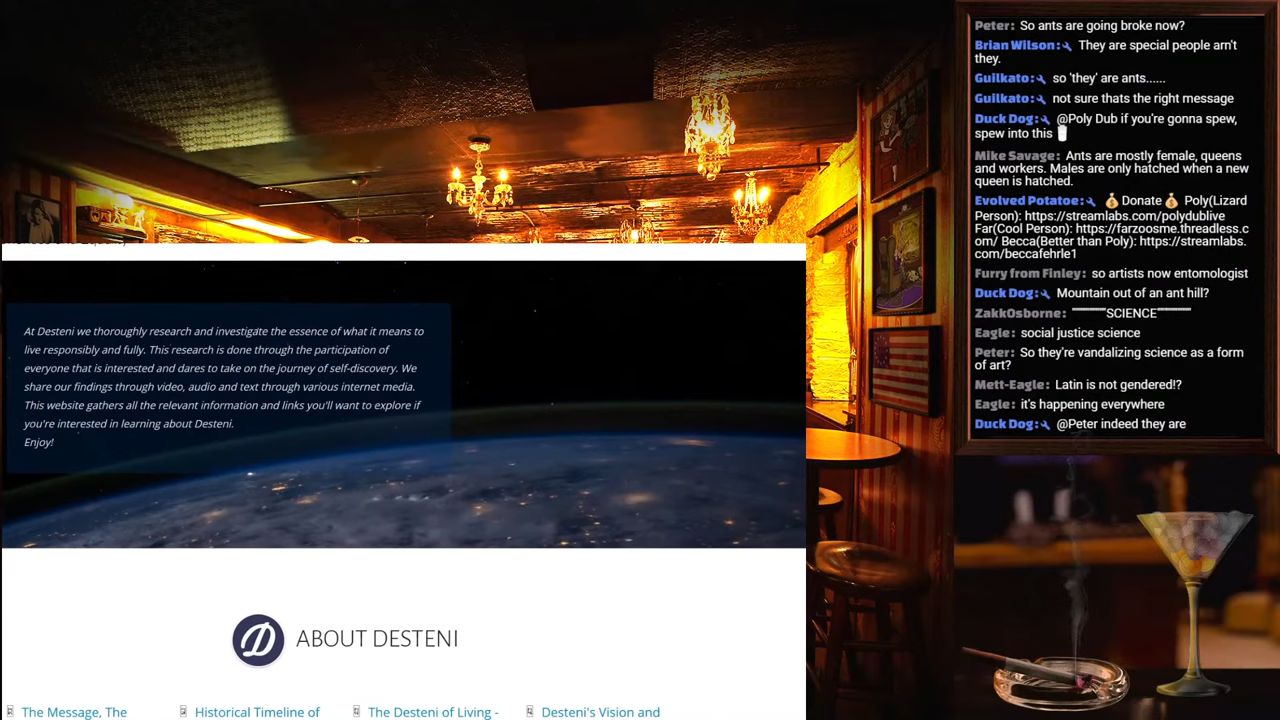 At Desteni we thoroughly research and investigate the essence of what it means to
live responsibly and fully. This research is done through the participation of
everyone that is interested and dares to take on the journey of self-discovery. We
share our findings through video, audio and text through various internet media.
This website gathers all the relevant information and links you'll want to explore if
you're interested in learning about Desteni.
Enjoy!
D
ABOUT DESTENI
The Message, The
Historical Timeline of
The Desteni of Living -
Desteni's Vision and
Peter: So ants are going broke now?
Brian Wilson: They are special people arn't
they.
Guilkato: so 'they' are ants......
Guilkato: not sure thats the right message
Duck Dog: @Poly Dub if you're gonna spew,
spew into this
Mike Savage: Ants are mostly female, queens
and workers. Males are only hatched when a new
queen is hatched.
Evolved Potatoe: 💰Donate💰 Poly(Lizard
Person): https://streamlabs.com/polydublive
Far(Cool Person): https://farzoosme.threadless.c
om/ Becca(Better than Poly): https://streamlabs.
com/beccafehrle1
Furry from Finley: so artists now entomologist
Duck Dog: Mountain out of an ant hill?
ZakkOsborne: """""""SCIENCE"""""""
Eagle: social justice science
Peter: So they're vandalizing science as a form
of art?
Mett-Eagle: Latin is not gendered!?
Eagle: it's happening everywhere
Duck Dog: @Peter indeed they are